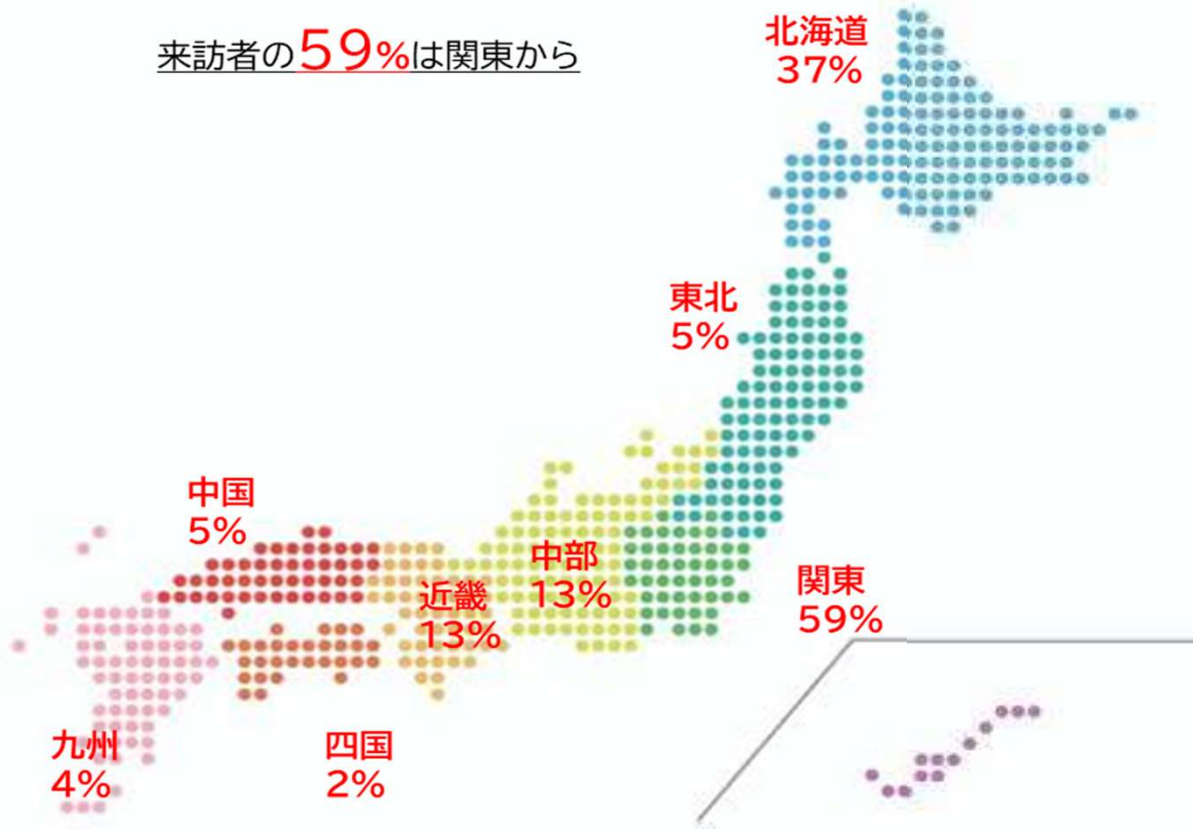 来訪者の59%は関東から
北海道
37%
東北
5%
中国
5%
中部
13%
近畿
13%
関東
59%
九州
4%
四国
2%